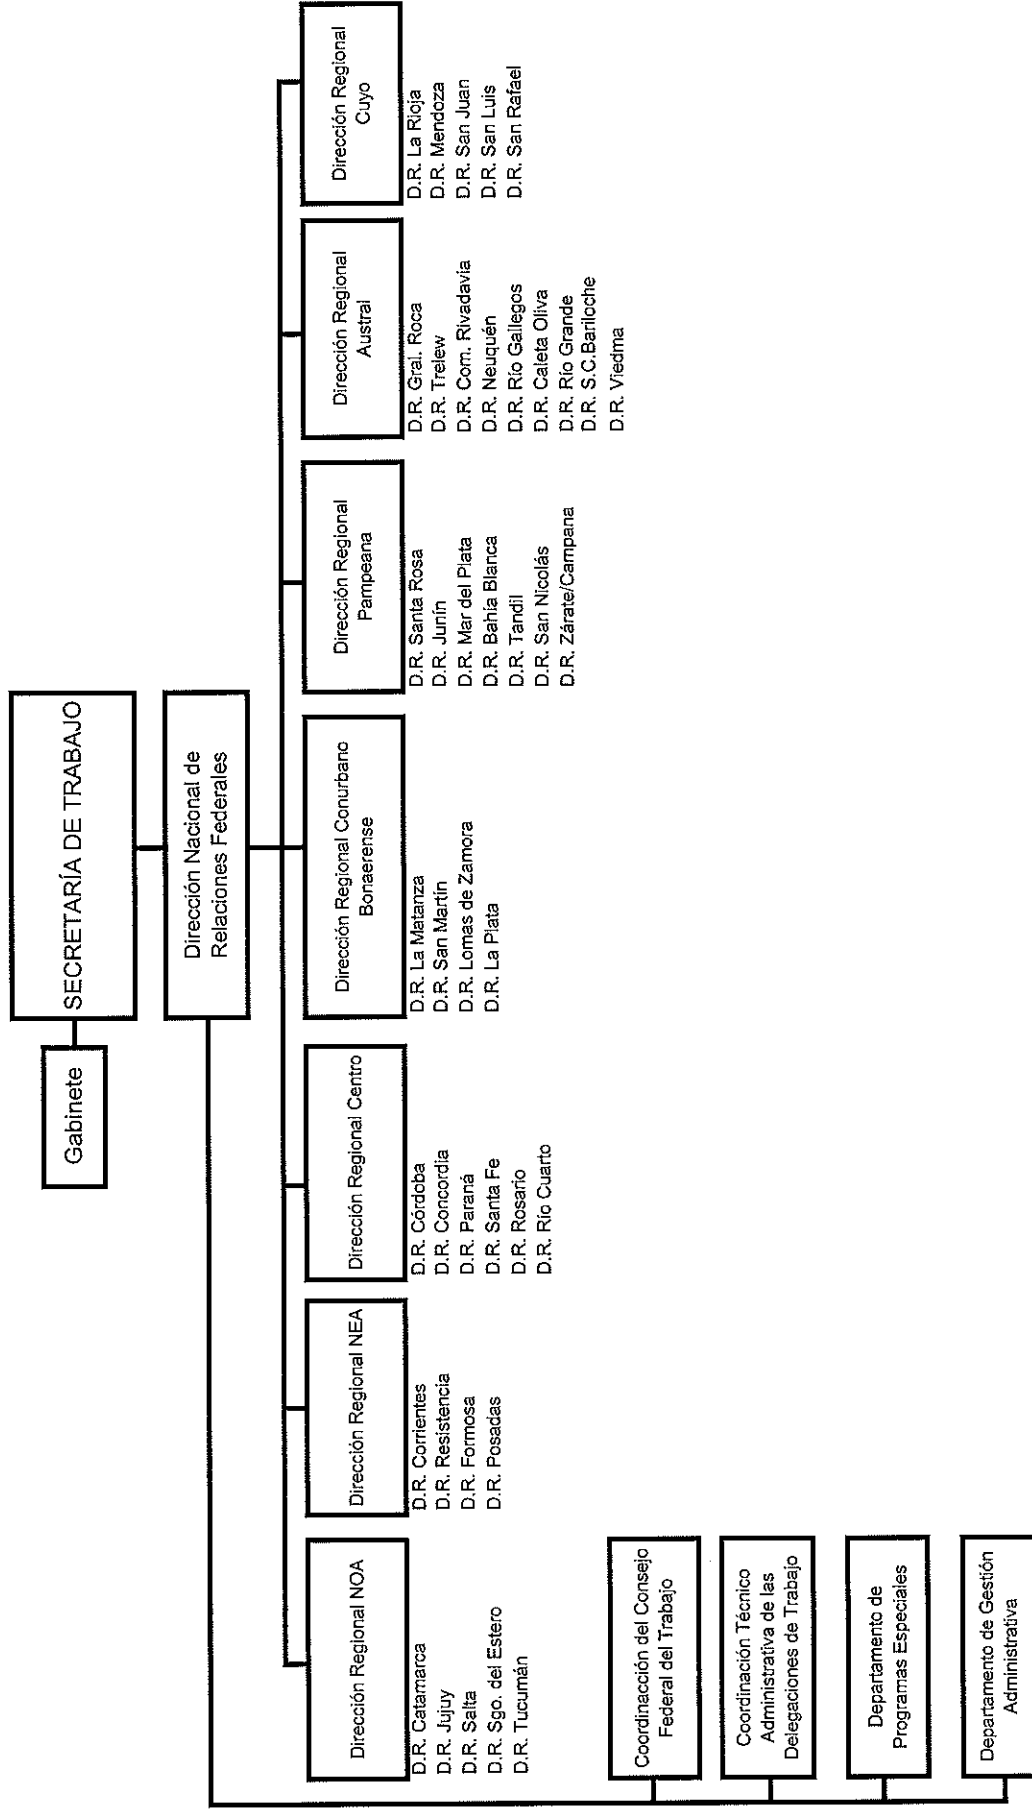 SECRETARÍA DE TRABAJO
Gabinete
Dirección Nacional de
Relaciones Federales
Dirección Regional NOA
D.R. Catamarca
D.R. Jujuy
D.R. Salta
D.R. Sgo. del Estero
D.R. Tucumán
Dirección Regional NEA
D.R. Corrientes
D.R. Resistencia
D.R. Formosa
D.R. Posadas
Dirección Regional Centro
D.R. Córdoba
D.R. Concordia
D.R. Paraná
D.R. Santa Fe
D.R. Rosario
D.R. Río Cuarto
Dirección Regional Conurbano
Bonaerense
D.R. La Matanza
D.R. San Martín
D.R. Lomas de Zamora
D.R. La Plata
Dirección Regional
Pampeana
D.R. Santa Rosa
D.R. Junín
D.R. Mar del Plata
D.R. Bahía Blanca
D.R. Tandil
D.R. San Nicolás
D.R. Zárate/Campana
Dirección Regional
Austral
D.R. Gral. Roca
D.R. Trelew
D.R. Com. Rivadavia
D.R. Neuquén
D.R. Río Gallegos
D.R. Caleta Oliva
D.R. Río Grande
D.R. S.C.Bariloche
D.R. Viedma
Dirección Regional
Cuyo
D.R. La Rioja
D.R. Mendoza
D.R. San Juan
D.R. San Luis
D.R. San Rafael
Coordinacción del Consejo
Federal del Trabajo
Coordinación Técnico
Administrativa de las
Delegaciones de Trabajo
Departamento de
Programas Especiales
Departamento de Gestión
Administrativa